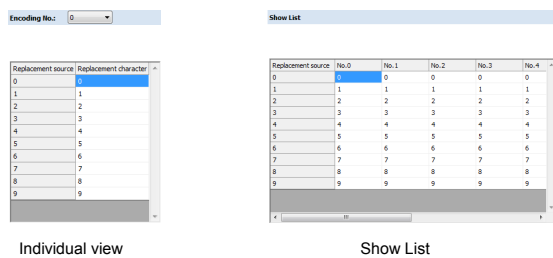 Encoding No.: 0
Replacement source Replacement character
0 0
1 1
2 2
3 3
4 4
5 5
6 6
7 7
8 8
9 9
Individual view
Show List
Replacement source No.0 No.1 No.2 No.3 No.4
0 0 0 0 0 0
1 1 1 1 1 1
2 2 2 2 2 2
3 3 3 3 3 3
4 4 4 4 4 4
5 5 5 5 5 5
6 6 6 6 6 6
7 7 7 7 7 7
8 8 8 8 8 8
9 9 9 9 9 9
Show List